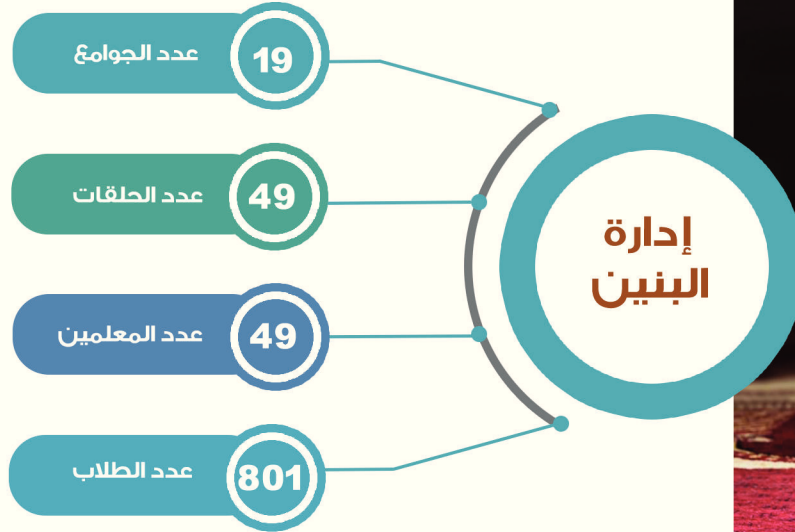 إدارة
البنين
19
عدد الجوامع
49
عدد الحلقات
49
عدد المعلمين
801
عدد الطلاب